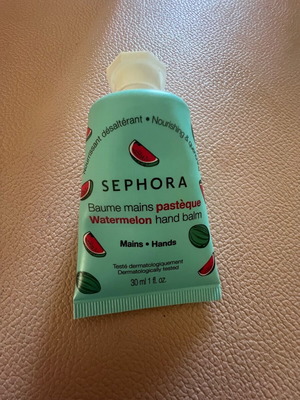 désaltérant • Nourishing &
SEPHORA
Baume mains pastèque
Watermelon hand balm
Mains • Hands
Testé dermatologiquement
Dermatologically tested
30 ml 1 fl. oz.